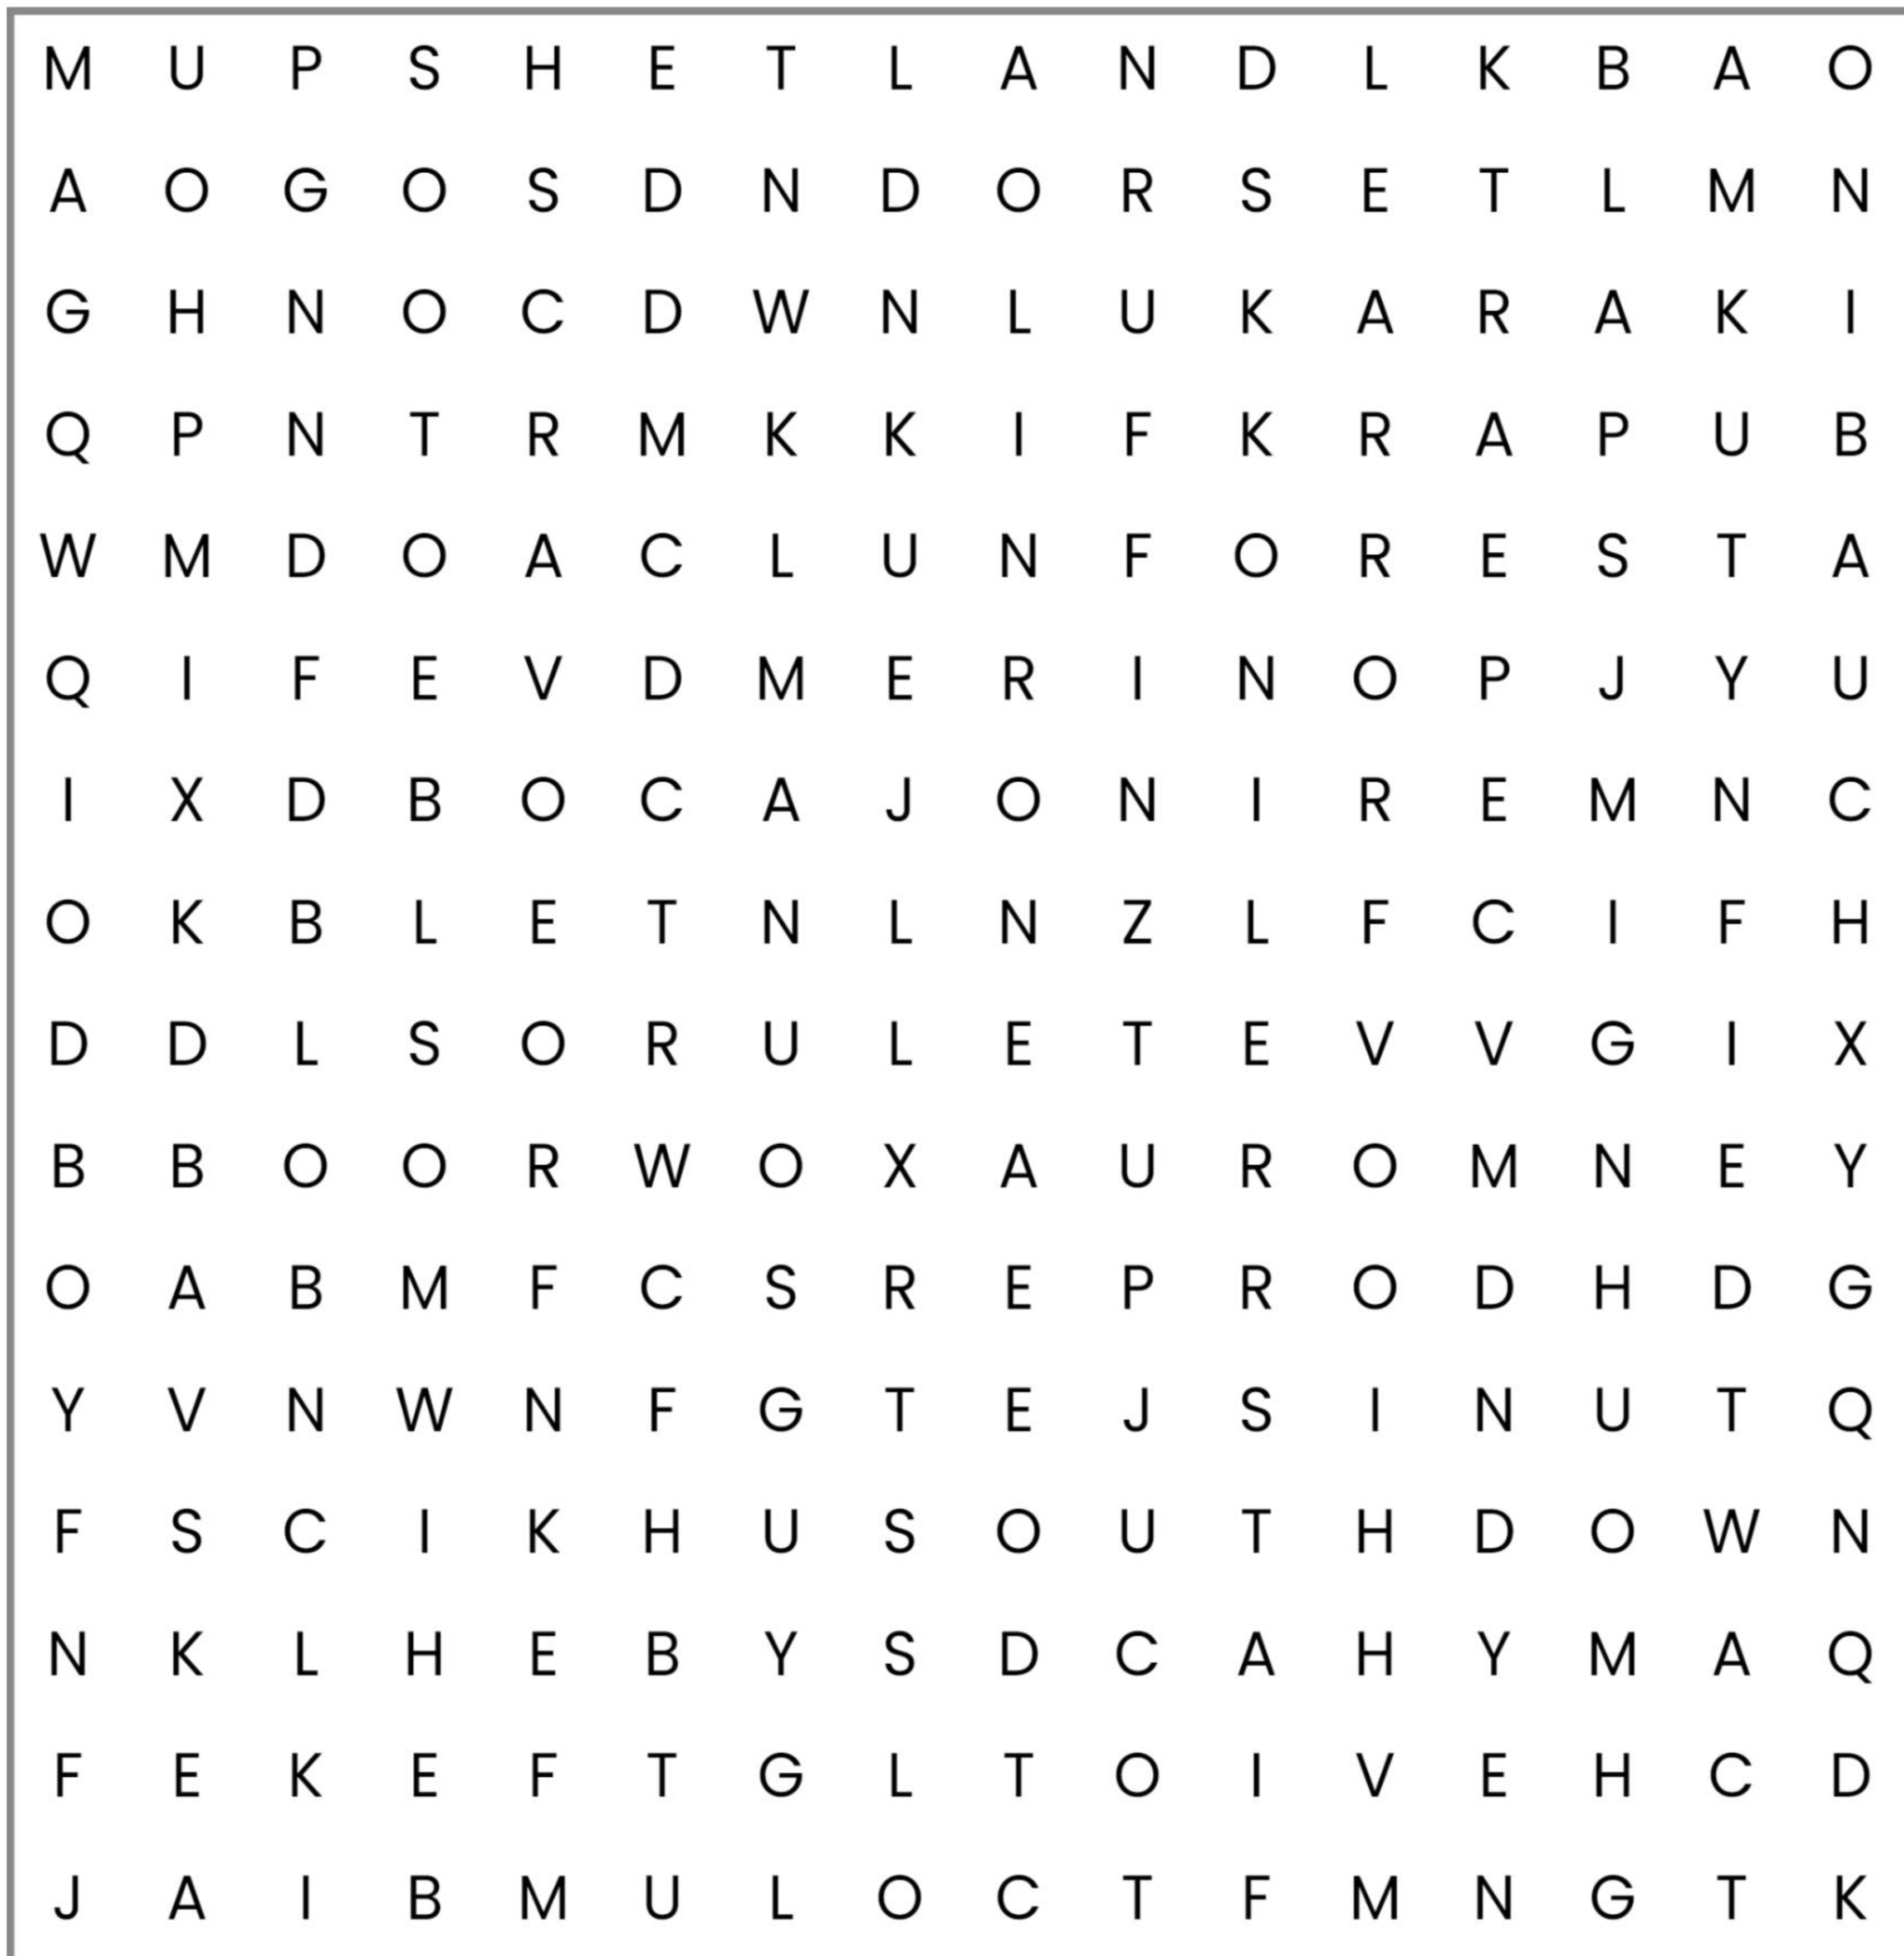 M U P S H E T L A N D L K B A O
A O G O S D N D O R S E T L M N
G H N O C D W N L U K A R A K I
Q P N T R M K K I F K R A P U B
W M D O A C L U N F O R E S T A
Q I F E V D M E R I N O P J Y U
I X D B O C A J O N I R E M N C
O K B L E T N L N Z L F C I F H
D D L S O R U L E T E V V G I X
B B O O R W O X A U R O M N E Y
O A B M F C S R E P R O D H D G
Y V N W N F G T E J S I N U T Q
F S C I K H U S O U T H D O W N
N K L H E B Y S D C A H Y M A Q
F E K E F T G L T O I V E H C D
J A I B M U L O C T F M N G T K